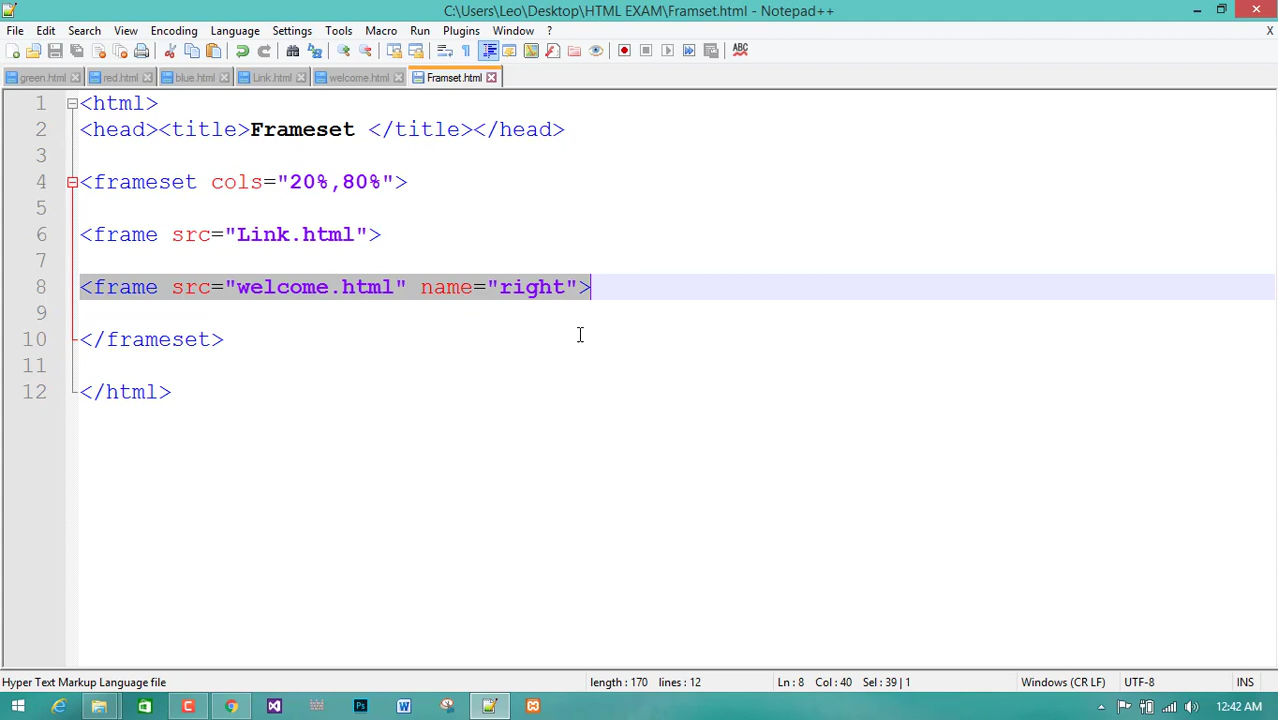 C:\Users\Leo\Desktop\HTML EXAM\Framset.html - Notepad++
File Edit Search View Encoding Language Settings Tools Macro Run Plugins Window ? X
green.html red.html blue.html Link.html welcome.html Framset.html
1 <html>
2 <head><title>Frameset </title></head>
3
4 <frameset cols="20%,80%">
5
6 <frame src="Link.html">
7
8 <frame src="welcome.html" name="right">
9
10 </frameset>
11
12 </html>
Hyper Text Markup Language file length : 170 lines : 12 Ln : 8 Col : 40 Sel : 39 | 1 Windows (CR LF) UTF-8 INS
12:42 AM